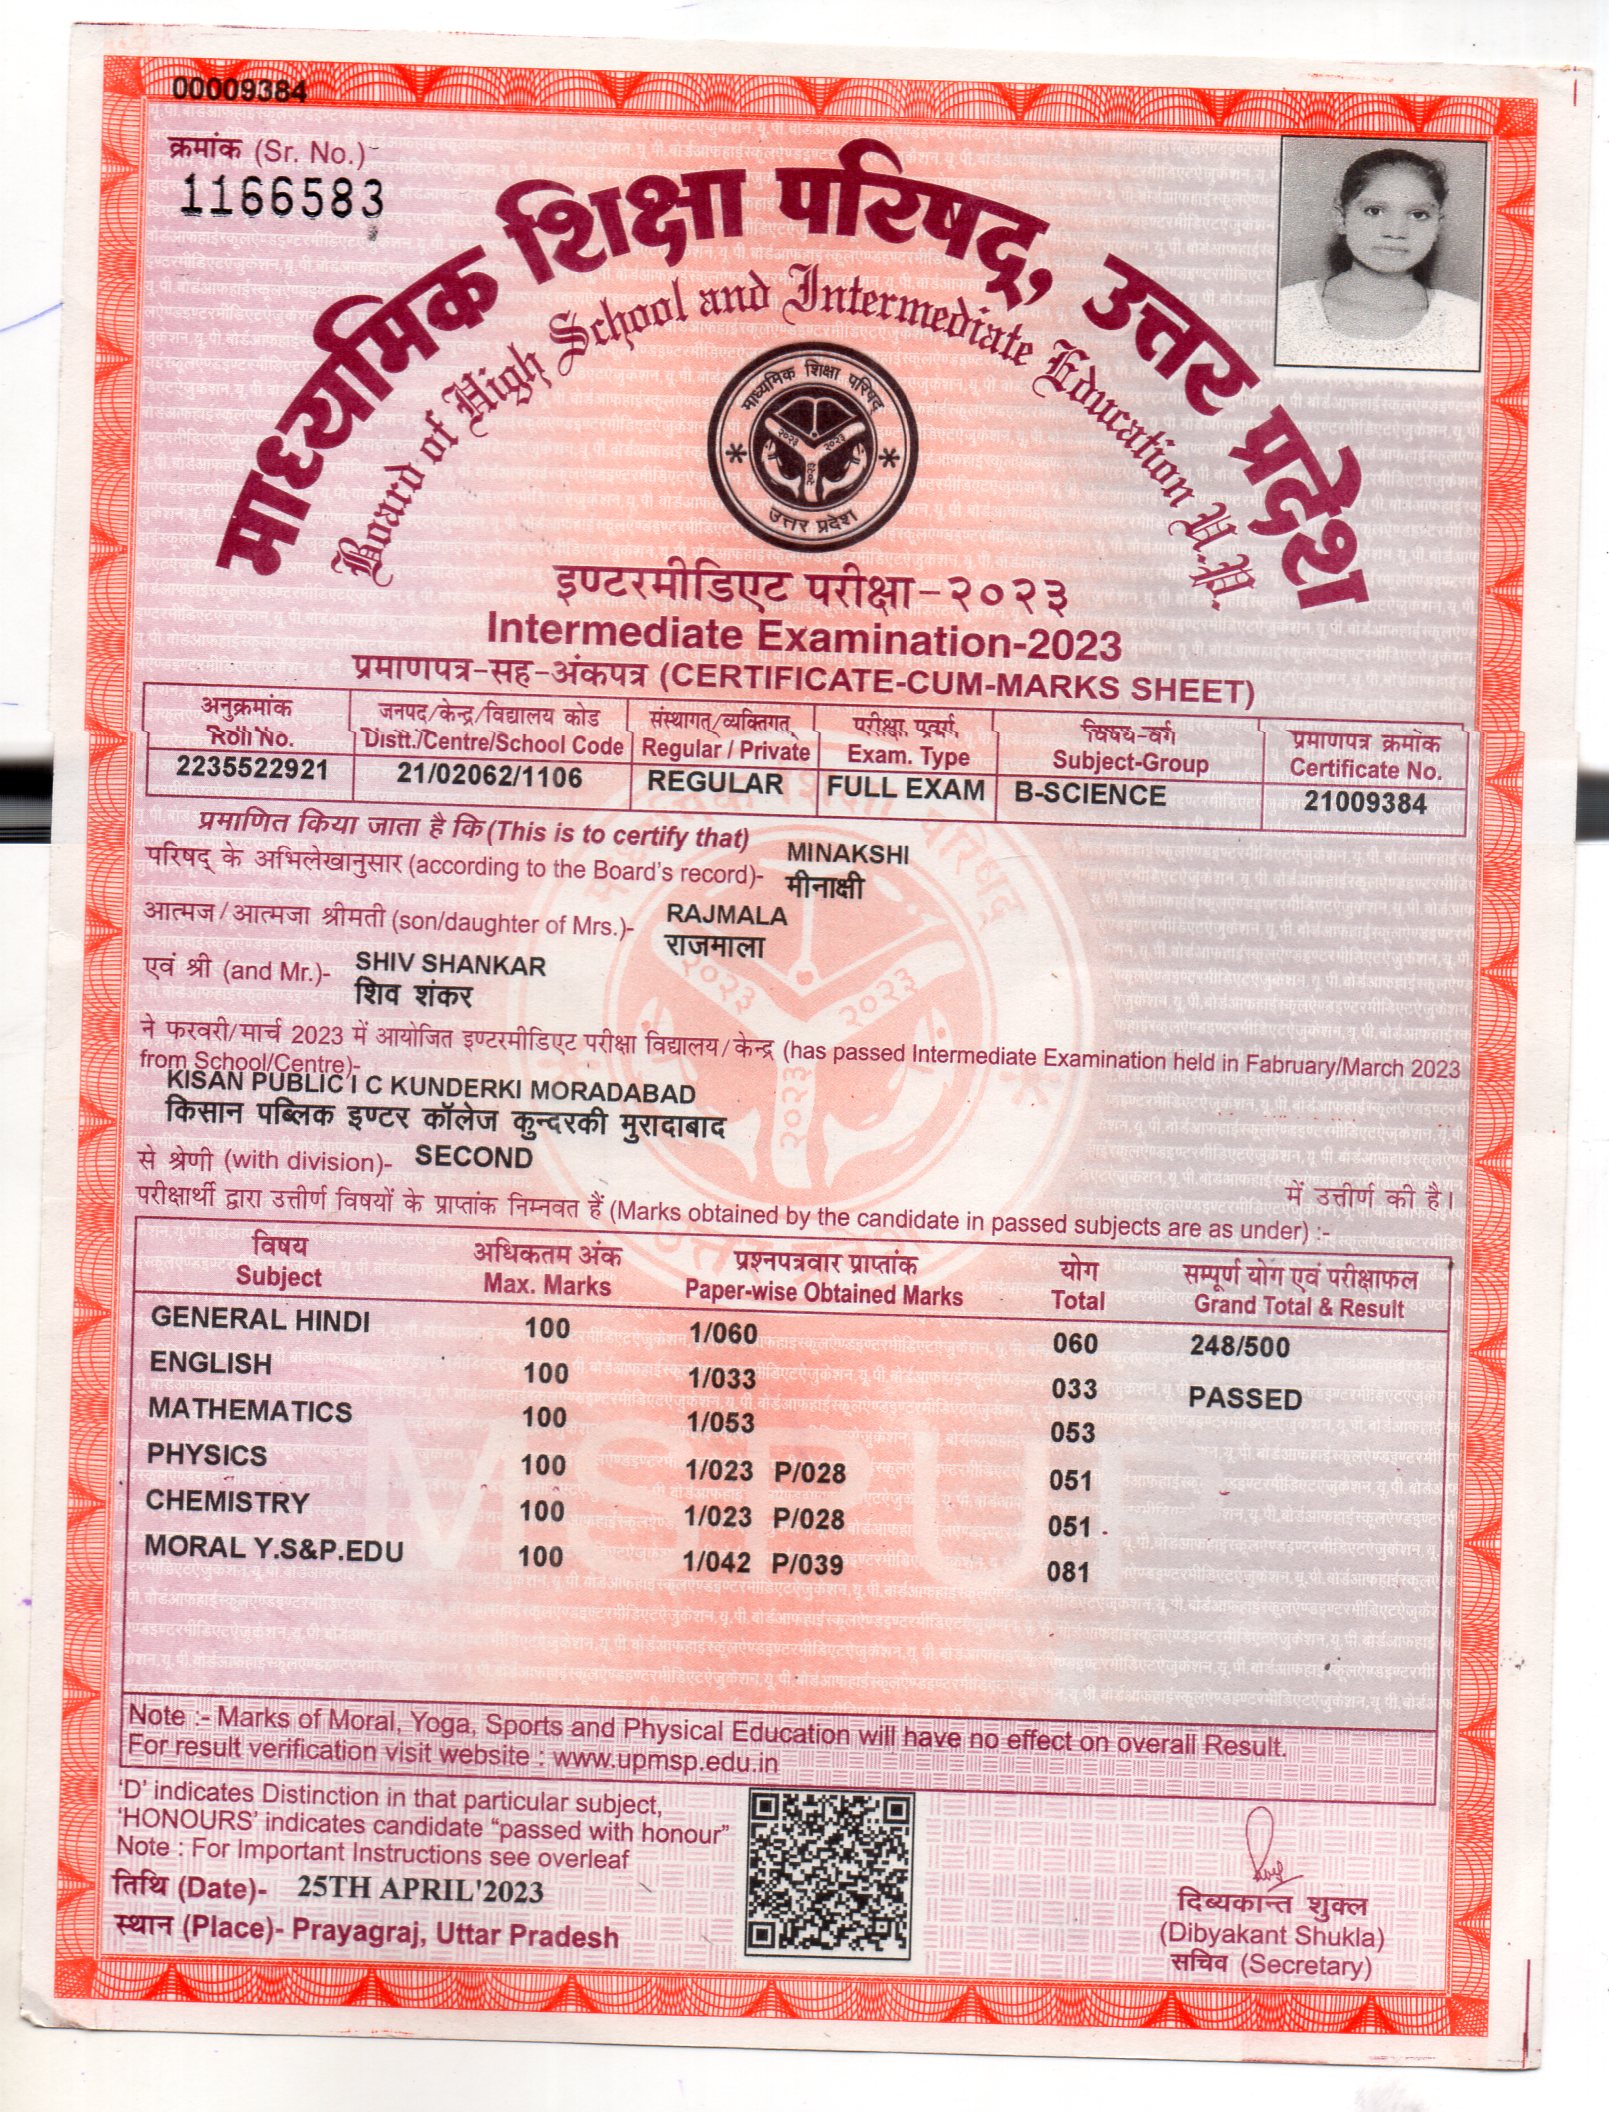 00009384
क्रमांक (Sr. No.)-
1166583
माध्यमिक शिक्षा परिषद्, उत्तर प्रदेश
Board of High School and Intermediate Education U.P.
माध्यमिक शिक्षा परिषद्
२०२३ २०२३
२०२३
उत्तर प्रदेश
इण्टरमीडिएट परीक्षा-२०२३
Intermediate Examination-2023
प्रमाणपत्र-सह-अंकपत्र (CERTIFICATE-CUM-MARKS SHEET)
अनुक्रमांक जनपद/केन्द्र/विद्यालय कोड संस्थागत/व्यक्तिगत परीक्षा प्रवर्ग विषय-वर्ग प्रमाणपत्र क्रमांक
Roll No. Distt./Centre/School Code Regular / Private Exam. Type Subject-Group Certificate No.
2235522921 21/02062/1106 REGULAR FULL EXAM B-SCIENCE 21009384
प्रमाणित किया जाता है कि (This is to certify that)
परिषद् के अभिलेखानुसार (according to the Board's record)- MINAKSHI
मीनाक्षी
आत्मज/आत्मजा श्रीमती (son/daughter of Mrs.)- RAJMALA
राजमाला
एवं श्री (and Mr.)- SHIV SHANKAR
शिव शंकर
ने फरवरी/मार्च 2023 में आयोजित इण्टरमीडिएट परीक्षा विद्यालय/केन्द्र (has passed Intermediate Examination held in Fabruary/March 2023
from School/Centre)-
KISAN PUBLIC I C KUNDERKI MORADABAD
किसान पब्लिक इण्टर कॉलेज कुन्दरकी मुरादाबाद
से श्रेणी (with division)- SECOND
में उत्तीर्ण की है।
परीक्षार्थी द्वारा उत्तीर्ण विषयों के प्राप्तांक निम्नवत हैं (Marks obtained by the candidate in passed subjects are as under) :-
विषय अधिकतम अंक प्रश्नपत्रवार प्राप्तांक योग सम्पूर्ण योग एवं परीक्षाफल
Subject Max. Marks Paper-wise Obtained Marks Total Grand Total & Result
GENERAL HINDI 100 1/060 060 248/500
ENGLISH 100 1/033 033 PASSED
MATHEMATICS 100 1/053 053
PHYSICS 100 1/023 P/028 051
CHEMISTRY 100 1/023 P/028 051
MORAL Y.S&P.EDU 100 1/042 P/039 081
Note :- Marks of Moral, Yoga, Sports and Physical Education will have no effect on overall Result.
For result verification visit website : www.upmsp.edu.in
'D' indicates Distinction in that particular subject,
'HONOURS' indicates candidate "passed with honour"
Note : For Important Instructions see overleaf
तिथि (Date)- 25TH APRIL'2023
स्थान (Place)- Prayagraj, Uttar Pradesh
दिब्यकान्त शुक्ल
(Dibyakant Shukla)
सचिव (Secretary)